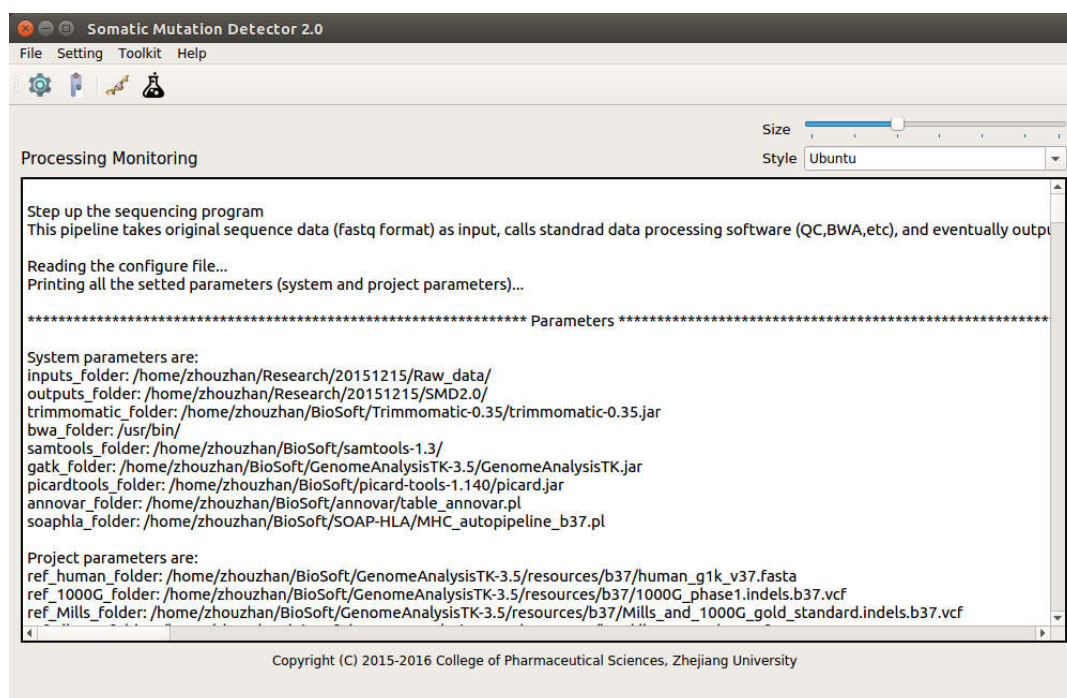 Somatic Mutation Detector 2.0
File Setting Toolkit Help
Size
Processing Monitoring
Style Ubuntu
Step up the sequencing program
This pipeline takes original sequence data (fastq format) as input, calls standrad data processing software (QC,BWA,etc), and eventually outpu
Reading the configure file...
Printing all the setted parameters (system and project parameters)...
***************************************************************** Parameters ********************************************************
System parameters are:
inputs_folder: /home/zhouzhan/Research/20151215/Raw_data/
outputs_folder: /home/zhouzhan/Research/20151215/SMD2.0/
trimmomatic_folder: /home/zhouzhan/BioSoft/Trimmomatic-0.35/trimmomatic-0.35.jar
bwa_folder: /usr/bin/
samtools_folder: /home/zhouzhan/BioSoft/samtools-1.3/
gatk_folder: /home/zhouzhan/BioSoft/GenomeAnalysisTK-3.5/GenomeAnalysisTK.jar
picardtools_folder: /home/zhouzhan/BioSoft/picard-tools-1.140/picard.jar
annovar_folder: /home/zhouzhan/BioSoft/annovar/table_annovar.pl
soaphla_folder: /home/zhouzhan/BioSoft/SOAP-HLA/MHC_autopipeline_b37.pl
Project parameters are:
ref_human_folder: /home/zhouzhan/BioSoft/GenomeAnalysisTK-3.5/resources/b37/human_g1k_v37.fasta
ref_1000G_folder: /home/zhouzhan/BioSoft/GenomeAnalysisTK-3.5/resources/b37/1000G_phase1.indels.b37.vcf
ref_Mills_folder: /home/zhouzhan/BioSoft/GenomeAnalysisTK-3.5/resources/b37/Mills_and_1000G_gold_standard.indels.b37.vcf
Copyright (C) 2015-2016 College of Pharmaceutical Sciences, Zhejiang University